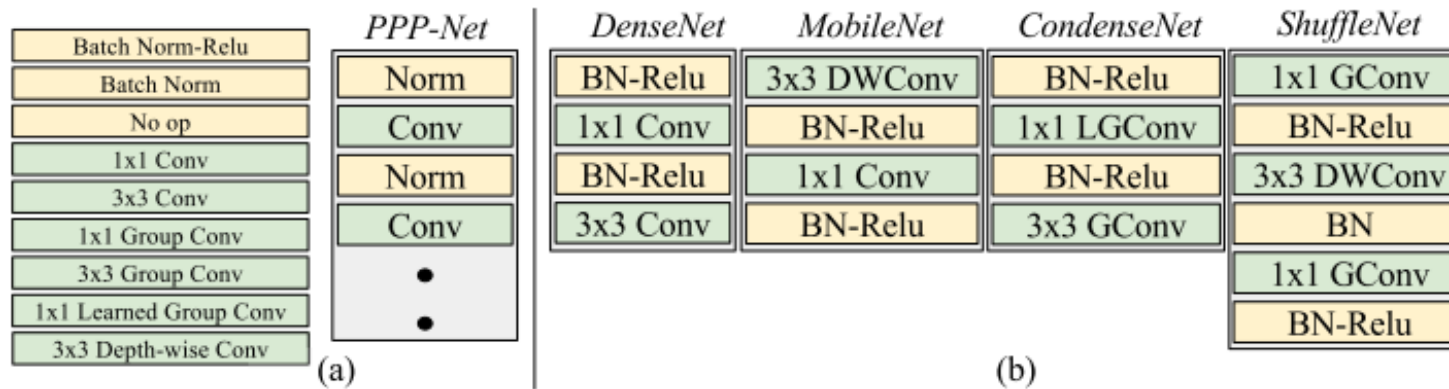 Batch Norm-Relu
Batch Norm
No op
1x1 Conv
3x3 Conv
1x1 Group Conv
3x3 Group Conv
1x1 Learned Group Conv
3x3 Depth-wise Conv
PPP-Net
Norm
Conv
Norm
Conv
(a)
DenseNet
BN-Relu
1x1 Conv
BN-Relu
3x3 Conv
MobileNet
3x3 DWConv
BN-Relu
1x1 Conv
BN-Relu
CondenseNet
BN-Relu
1x1 LGConv
BN-Relu
3x3 GConv
ShuffleNet
1x1 GConv
BN-Relu
3x3 DWConv
BN
1x1 GConv
BN-Relu
(b)